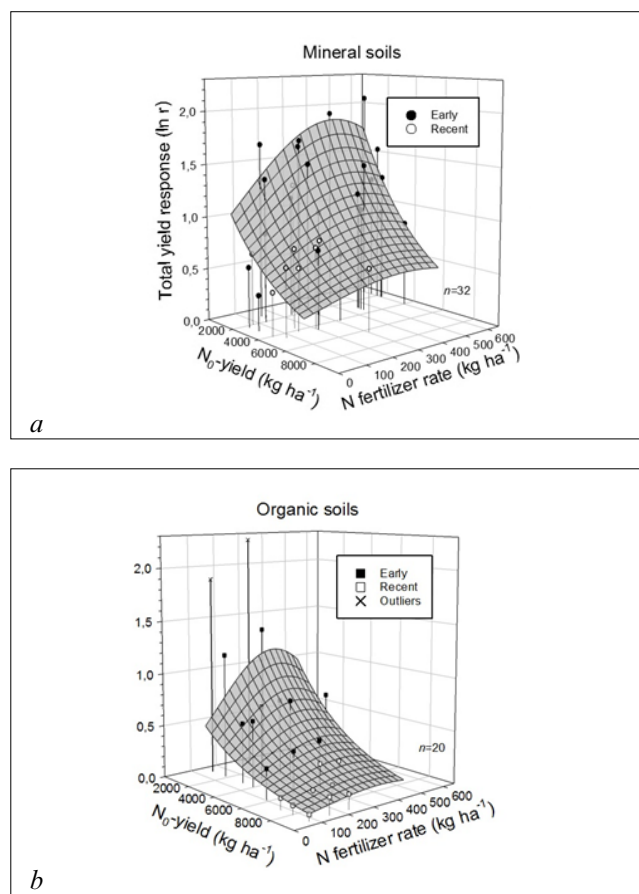 Mineral soils
Total yield response (ln r)
2,0
1,5
1,0
0,5
0,0
Early
Recent
n=32
2000
4000
6000
8000
N₀-yield (kg ha⁻¹)
0
100
200
300
400
500
600
N fertilizer rate (kg ha⁻¹)
a
Organic soils
2,0
1,5
1,0
0,5
0,0
Early
Recent
Outliers
n=20
2000
4000
6000
8000
N₀-yield (kg ha⁻¹)
0
100
200
300
400
500
600
N fertilizer rate (kg ha⁻¹)
b